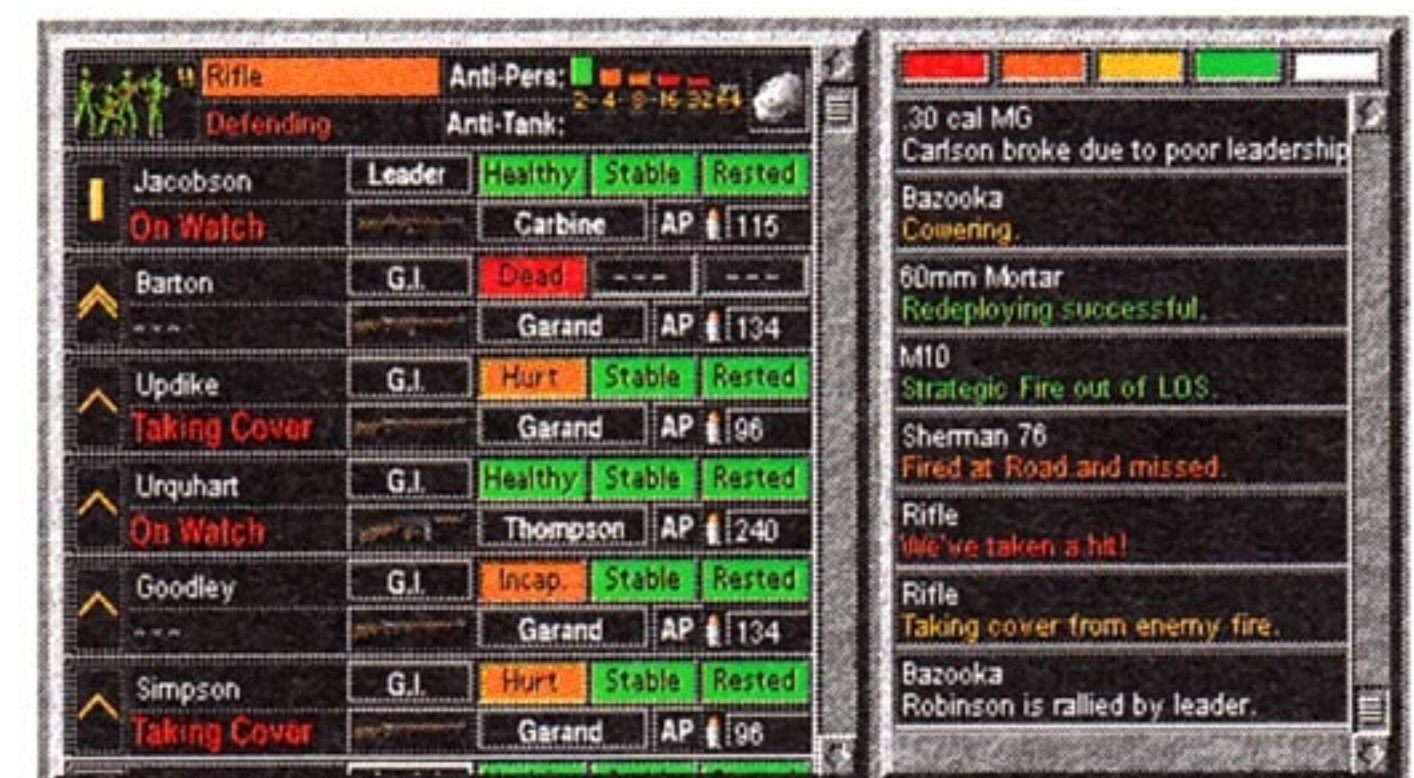 Rifle
Anti-Pers:
2- 4- 8-16-32 64
Defending
Anti-Tank:
Jacobson
Leader
Healthy
Stable
Rested
On Watch
Carbine
AP
115
Barton
G.I.
Dead
---
---
---
Garand
AP
134
Updike
G.I.
Hurt
Stable
Rested
Taking Cover
Garand
AP
96
Urquhart
G.I.
Healthy
Stable
Rested
On Watch
Thompson
AP
240
Goodley
G.I.
Incap.
Stable
Rested
---
Garand
AP
134
Simpson
G.I.
Hurt
Stable
Rested
Taking Cover
Garand
AP
96
.30 cal MG
Carlson broke due to poor leadership
Bazooka
Cowering.
60mm Mortar
Redeploying successful.
M10
Strategic Fire out of LOS.
Sherman 76
Fired at Road and missed.
Rifle
We've taken a hit!
Rifle
Taking cover from enemy fire.
Bazooka
Robinson is rallied by leader.